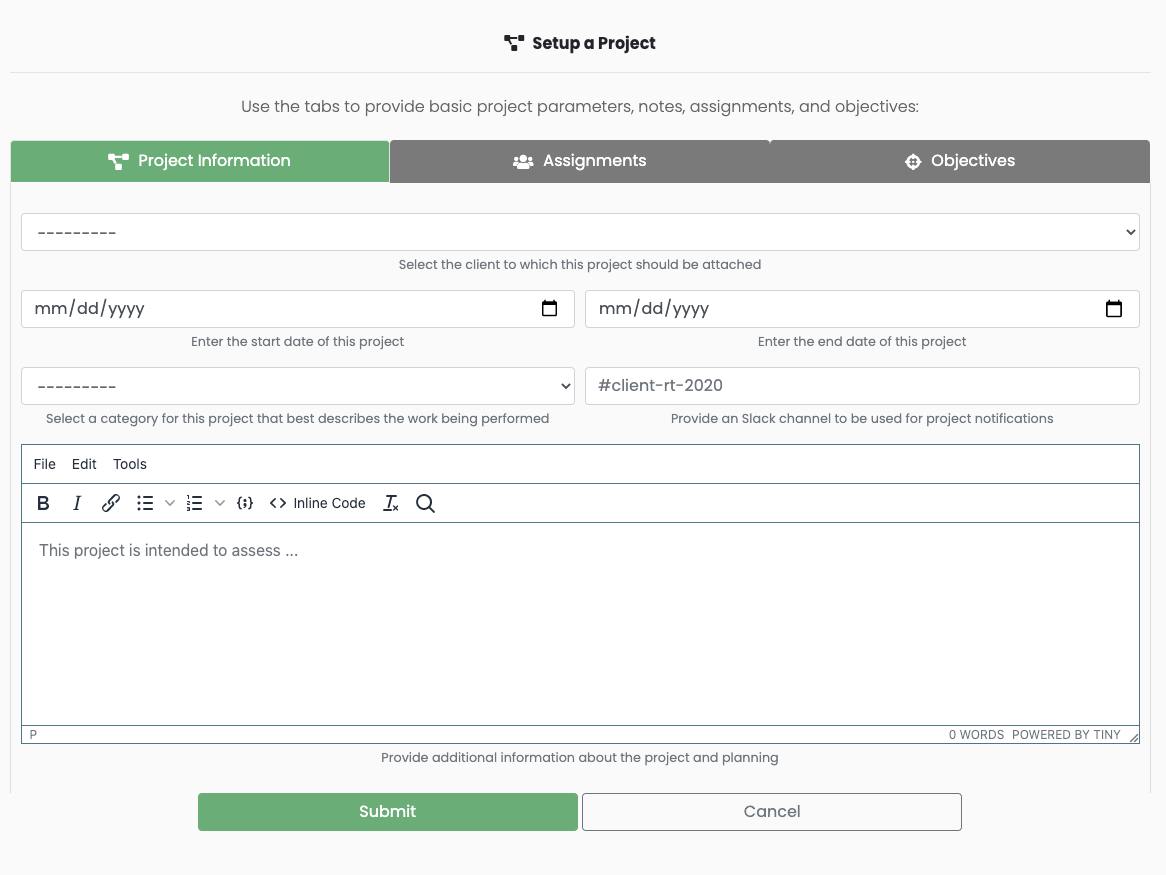 Setup a Project
Use the tabs to provide basic project parameters, notes, assignments, and objectives:
Project Information Assignments Objectives
---------
Select the client to which this project should be attached
mm/dd/yyyy mm/dd/yyyy
Enter the start date of this project Enter the end date of this project
--------- #client-rt-2020
Select a category for this project that best describes the work being performed Provide an Slack channel to be used for project notifications
File Edit Tools
B I Inline Code
This project is intended to assess ...
P 0 WORDS POWERED BY TINY
Provide additional information about the project and planning
Submit Cancel